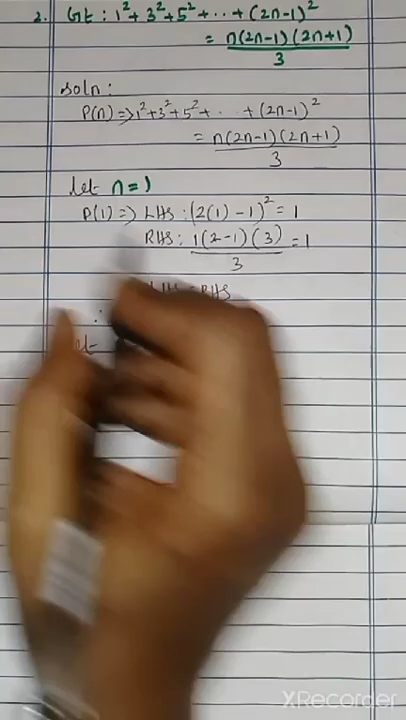 2. Gt : 1² + 3² + 5² + . . + (2n-1)²
= n(2n-1)(2n+1) / 3
soln :
P(n) => 1² + 3² + 5² + . . + (2n-1)²
= n(2n-1)(2n+1) / 3
let n = 1
P(1) => LHS : (2(1) - 1)² = 1
RHS : 1(2-1)(3) / 3 = 1
LHS = RHS
∴
XRecorder